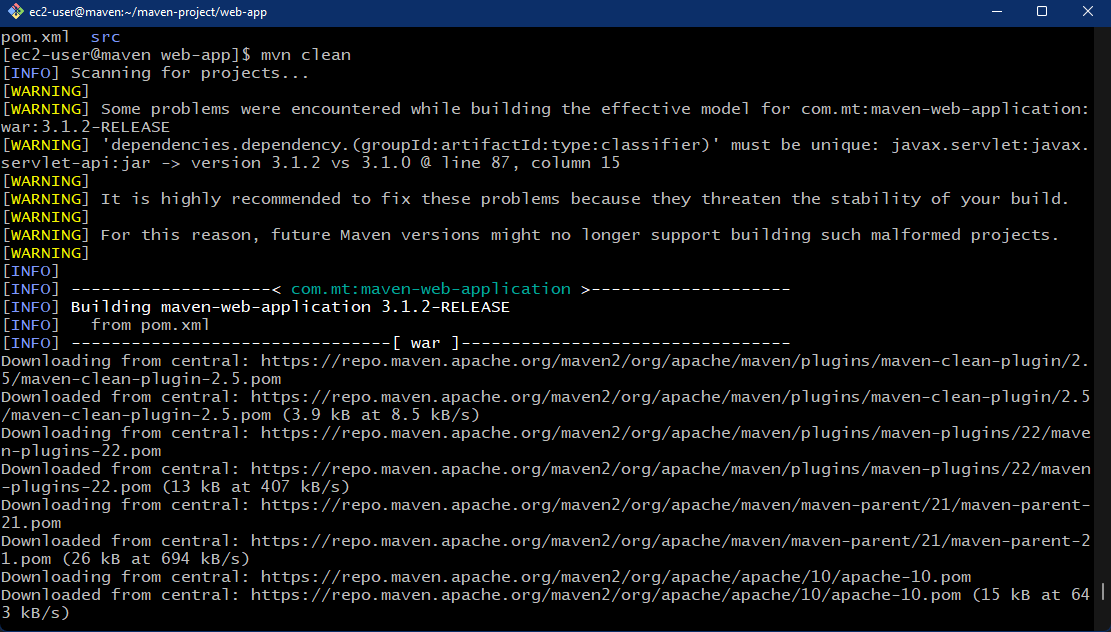 ec2-user@maven:~/maven-project/web-app
pom.xml  src
[ec2-user@maven web-app]$ mvn clean
[INFO] Scanning for projects...
[WARNING]
[WARNING] Some problems were encountered while building the effective model for com.mt:maven-web-application:
war:3.1.2-RELEASE
[WARNING] 'dependencies.dependency.(groupId:artifactId:type:classifier)' must be unique: javax.servlet:javax.
servlet-api:jar -> version 3.1.2 vs 3.1.0 @ line 87, column 15
[WARNING]
[WARNING] It is highly recommended to fix these problems because they threaten the stability of your build.
[WARNING]
[WARNING] For this reason, future Maven versions might no longer support building such malformed projects.
[WARNING]
[INFO]
[INFO] --------------------< com.mt:maven-web-application >--------------------
[INFO] Building maven-web-application 3.1.2-RELEASE
[INFO]   from pom.xml
[INFO] --------------------------------[ war ]---------------------------------
Downloading from central: https://repo.maven.apache.org/maven2/org/apache/maven/plugins/maven-clean-plugin/2.
5/maven-clean-plugin-2.5.pom
Downloaded from central: https://repo.maven.apache.org/maven2/org/apache/maven/plugins/maven-clean-plugin/2.5
/maven-clean-plugin-2.5.pom (3.9 kB at 8.5 kB/s)
Downloading from central: https://repo.maven.apache.org/maven2/org/apache/maven/plugins/maven-plugins/22/mave
n-plugins-22.pom
Downloaded from central: https://repo.maven.apache.org/maven2/org/apache/maven/plugins/maven-plugins/22/maven
-plugins-22.pom (13 kB at 407 kB/s)
Downloading from central: https://repo.maven.apache.org/maven2/org/apache/maven/maven-parent/21/maven-parent-
21.pom
Downloaded from central: https://repo.maven.apache.org/maven2/org/apache/maven/maven-parent/21/maven-parent-2
1.pom (26 kB at 694 kB/s)
Downloading from central: https://repo.maven.apache.org/maven2/org/apache/apache/10/apache-10.pom
Downloaded from central: https://repo.maven.apache.org/maven2/org/apache/apache/10/apache-10.pom (15 kB at 64
3 kB/s)